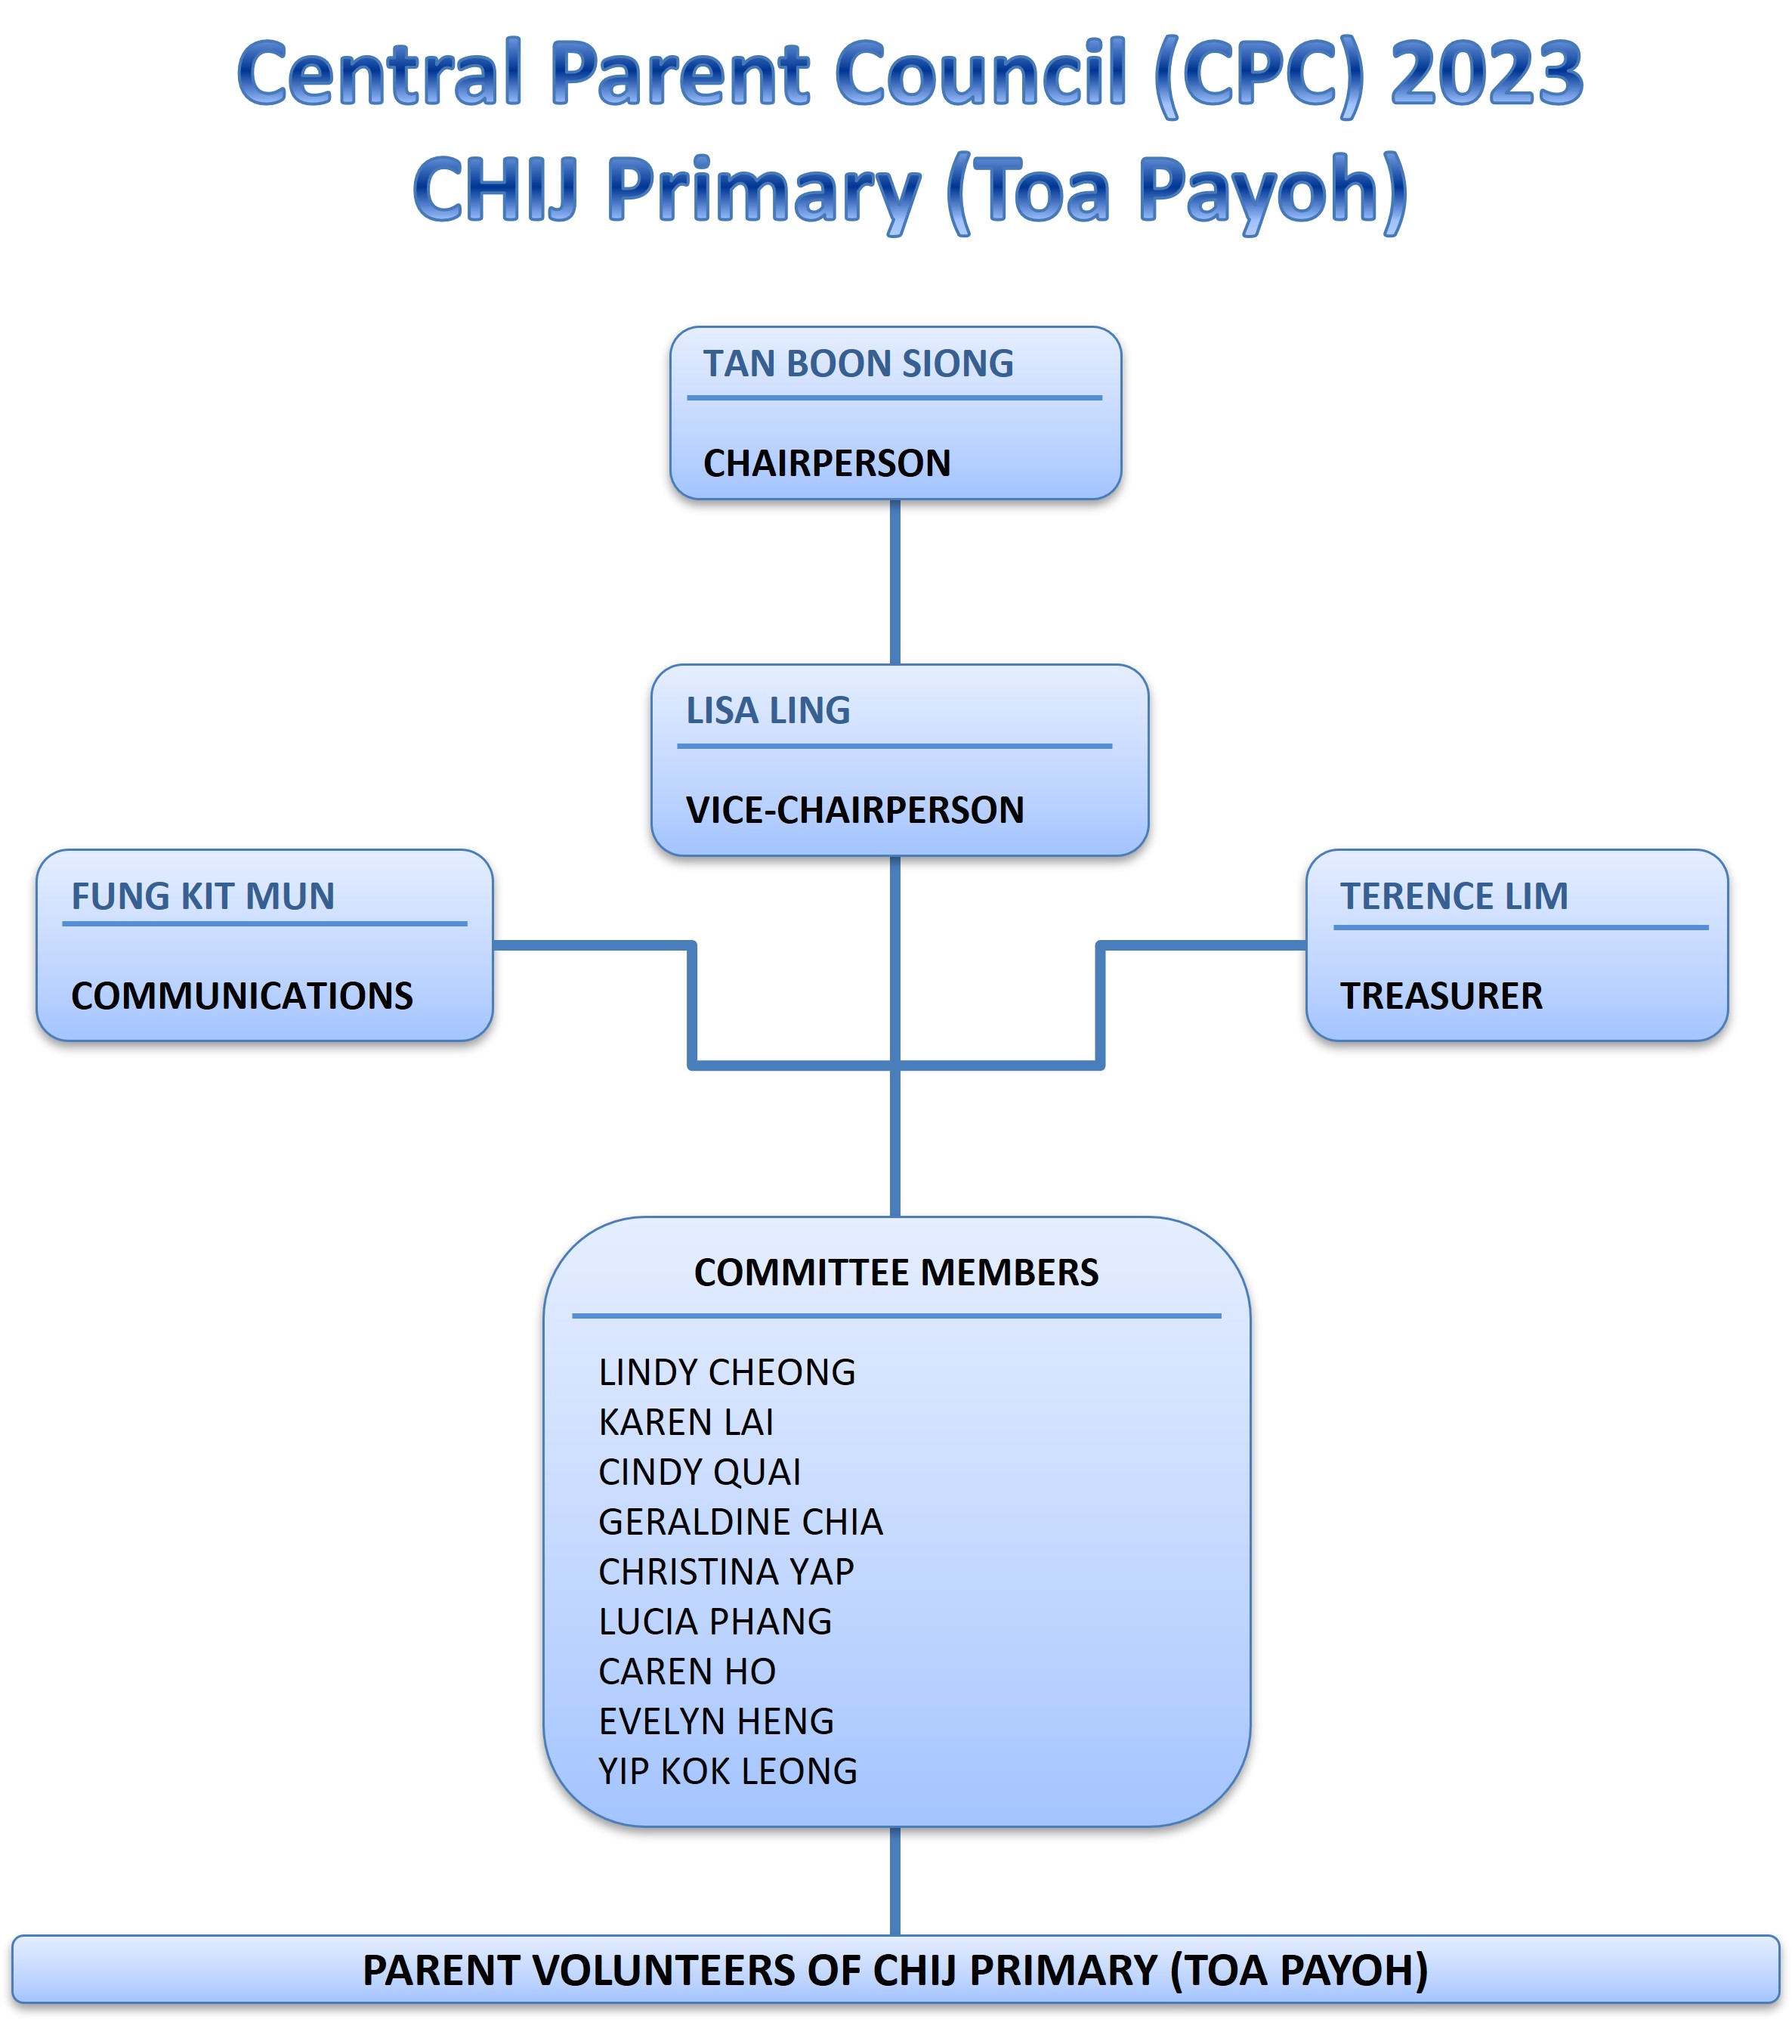 Central Parent Council (CPC) 2023
CHIJ Primary (Toa Payoh)
TAN BOON SIONG
CHAIRPERSON
LISA LING
VICE-CHAIRPERSON
FUNG KIT MUN
COMMUNICATIONS
TERENCE LIM
TREASURER
COMMITTEE MEMBERS
LINDY CHEONG
KAREN LAI
CINDY QUAI
GERALDINE CHIA
CHRISTINA YAP
LUCIA PHANG
CAREN HO
EVELYN HENG
YIP KOK LEONG
PARENT VOLUNTEERS OF CHIJ PRIMARY (TOA PAYOH)